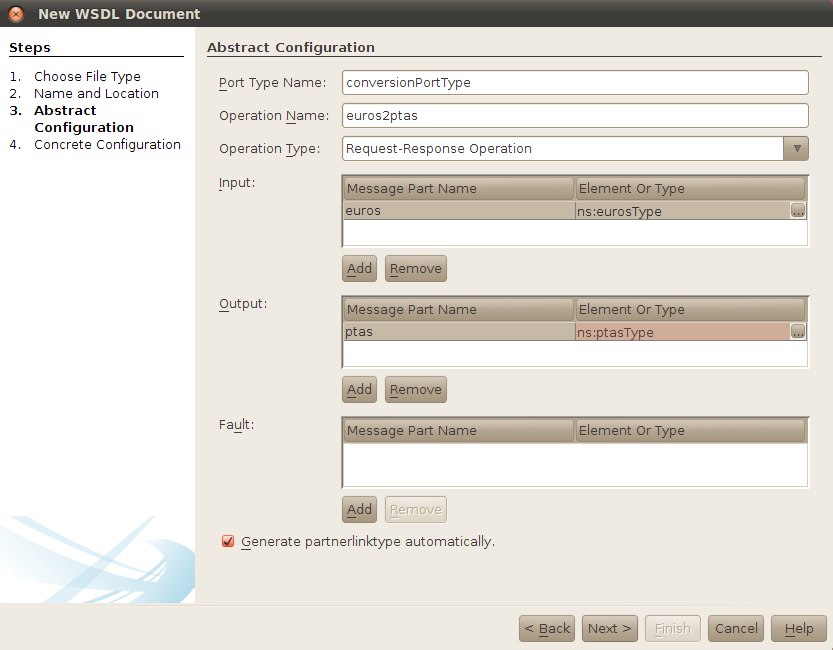 New WSDL Document
Steps
1. Choose File Type
2. Name and Location
3. Abstract
Configuration
4. Concrete Configuration
Abstract Configuration
Port Type Name: conversionPortType
Operation Name: euros2ptas
Operation Type: Request-Response Operation
Input:
Message Part Name Element Or Type
euros ns:eurosType ...
Add Remove
Output:
Message Part Name Element Or Type
ptas ns:ptasType ...
Add Remove
Fault:
Message Part Name Element Or Type
Add Remove
Generate partnerlinktype automatically.
< Back Next > Finish Cancel Help